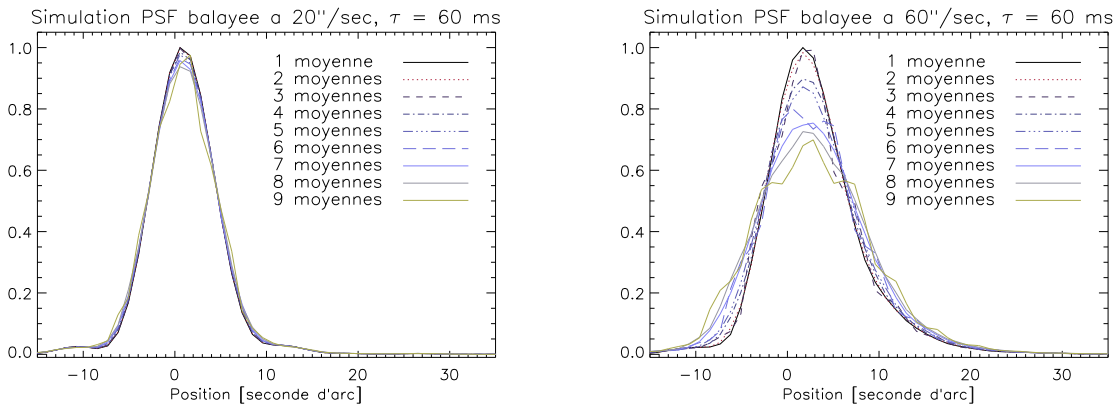 Simulation PSF balayee a 20"/sec, τ = 60 ms
1.0
0.8
0.6
0.4
0.2
0.0
1 moyenne
2 moyennes
3 moyennes
4 moyennes
5 moyennes
6 moyennes
7 moyennes
8 moyennes
9 moyennes
−10 0 10 20 30
Position [seconde d'arc]
Simulation PSF balayee a 60"/sec, τ = 60 ms
1.0
0.8
0.6
0.4
0.2
0.0
1 moyenne
2 moyennes
3 moyennes
4 moyennes
5 moyennes
6 moyennes
7 moyennes
8 moyennes
9 moyennes
−10 0 10 20 30
Position [seconde d'arc]